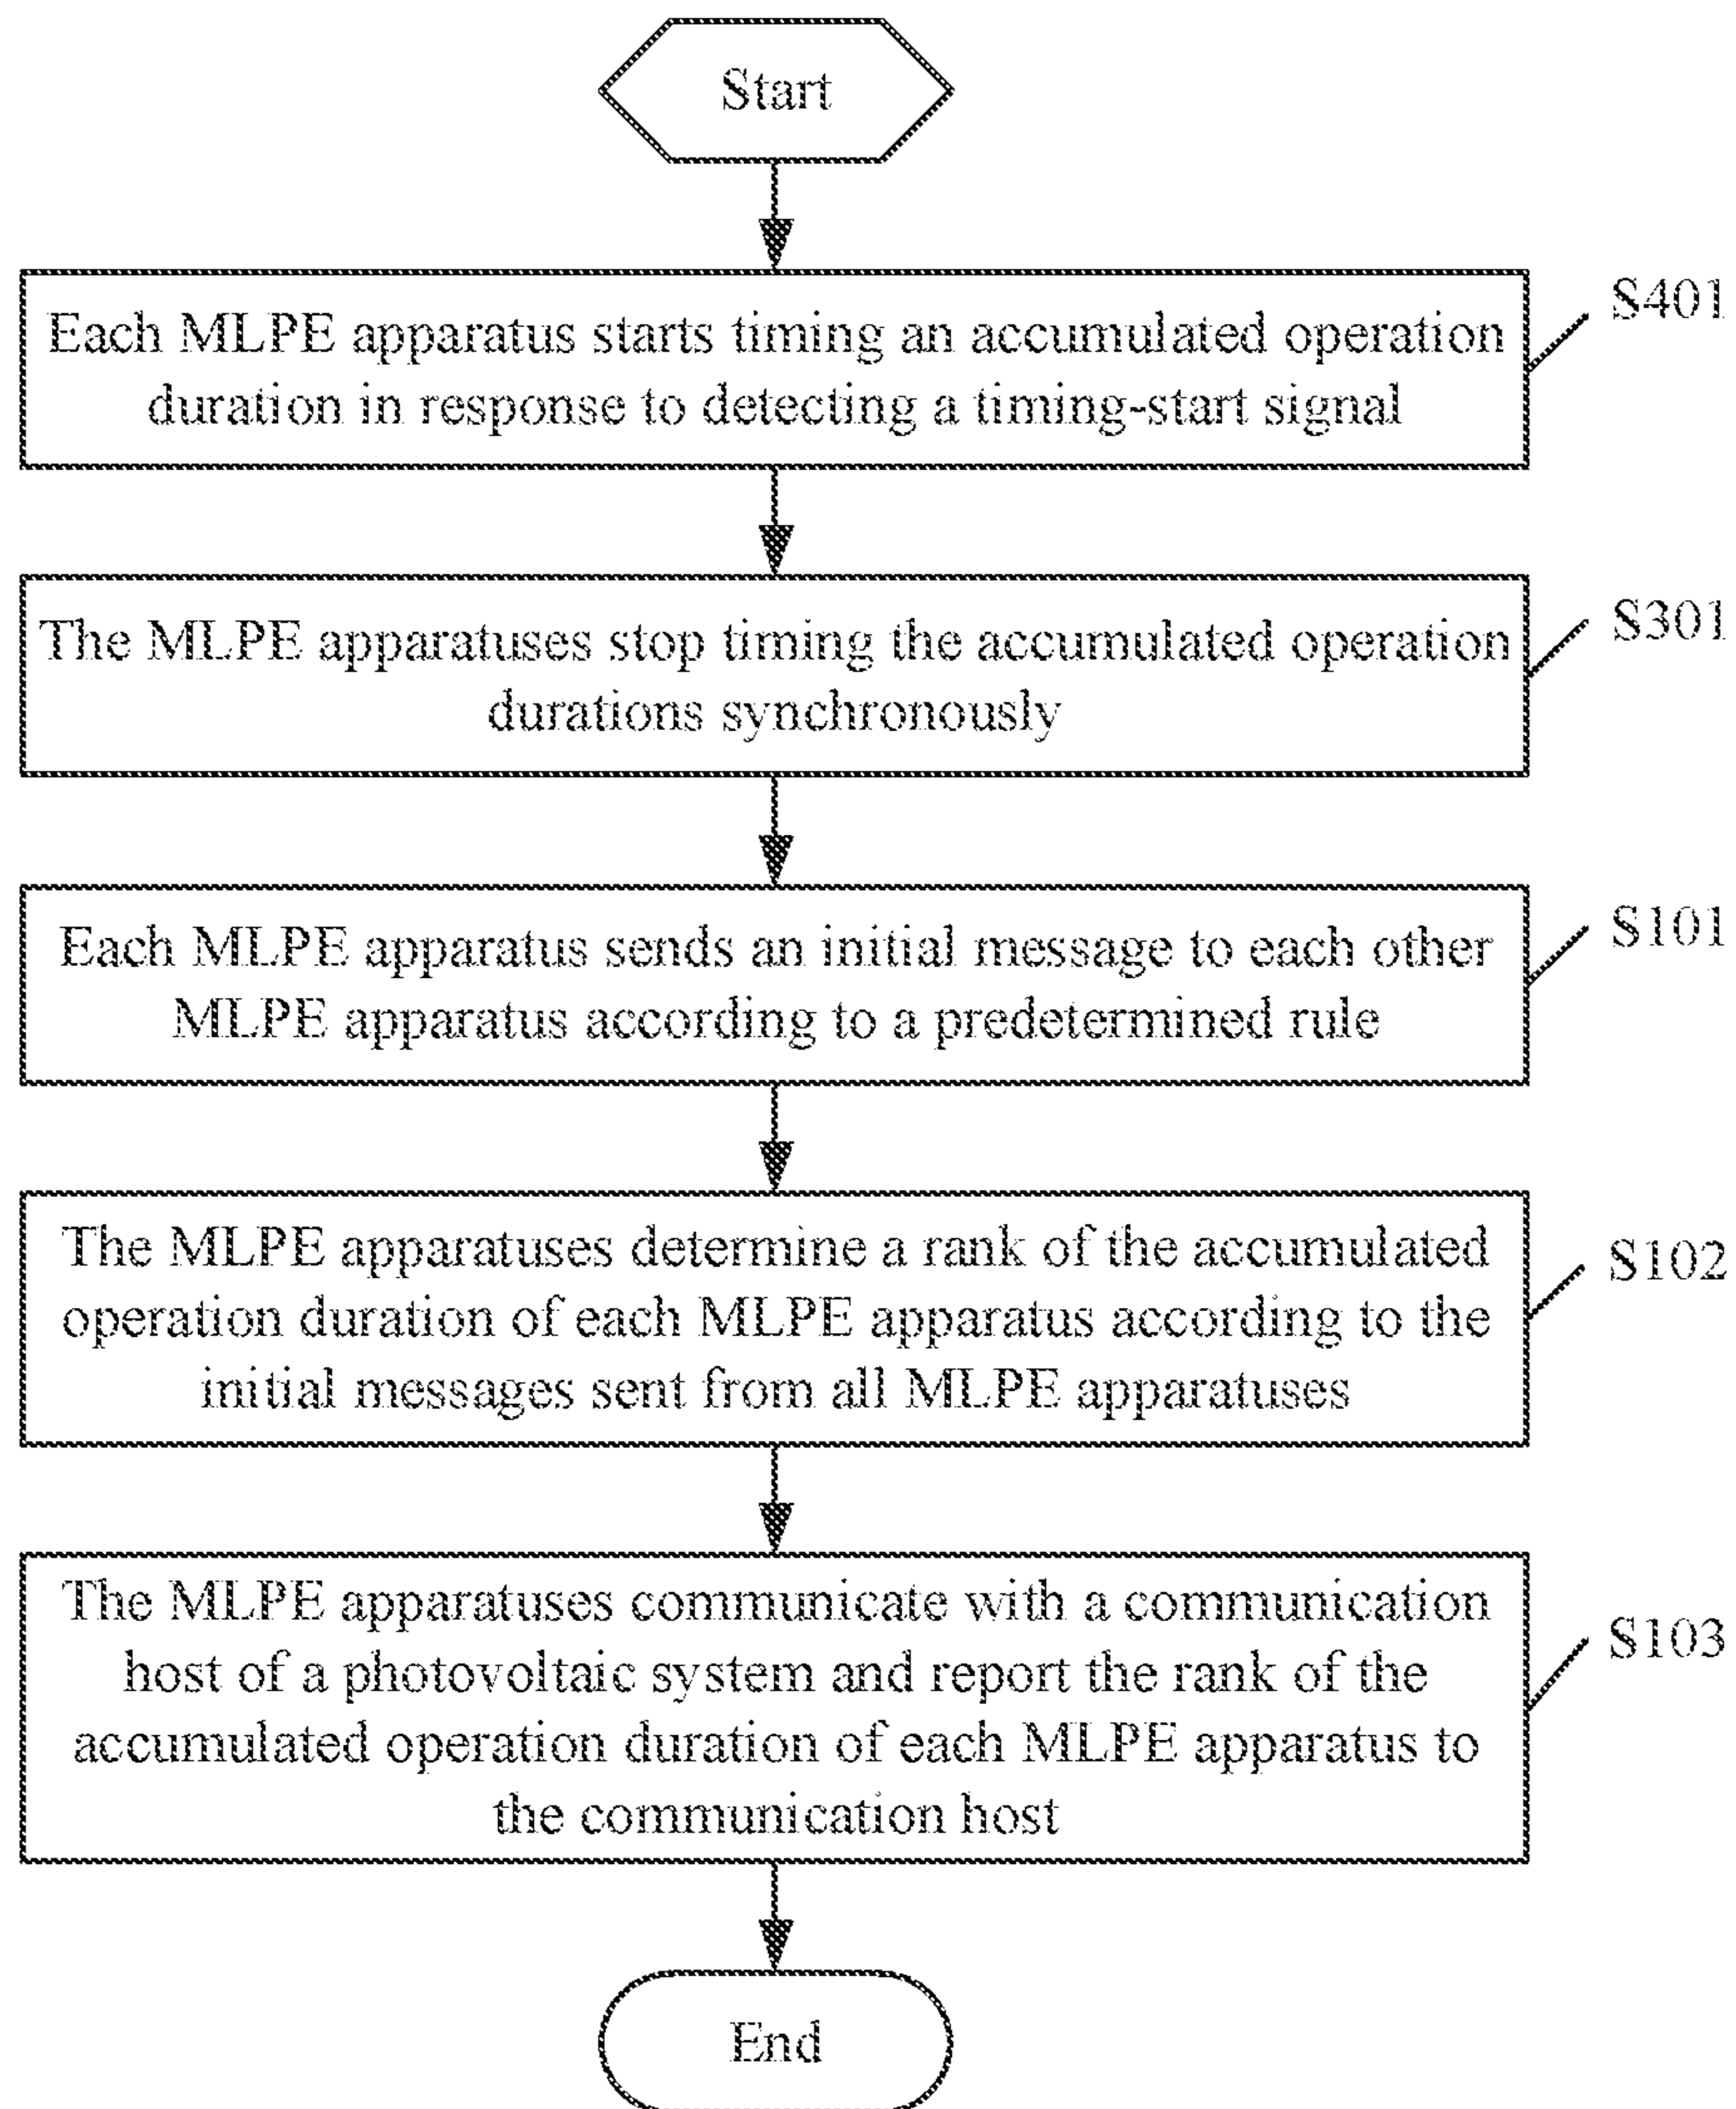 Start
Each MLPE apparatus starts timing an accumulated operation
duration in response to detecting a timing-start signal
S401
The MLPE apparatuses stop timing the accumulated operation
durations synchronously
S301
Each MLPE apparatus sends an initial message to each other
MLPE apparatus according to a predetermined rule
S101
The MLPE apparatuses determine a rank of the accumulated
operation duration of each MLPE apparatus according to the
initial messages sent from all MLPE apparatuses
S102
The MLPE apparatuses communicate with a communication
host of a photovoltaic system and report the rank of the
accumulated operation duration of each MLPE apparatus to
the communication host
S103
End